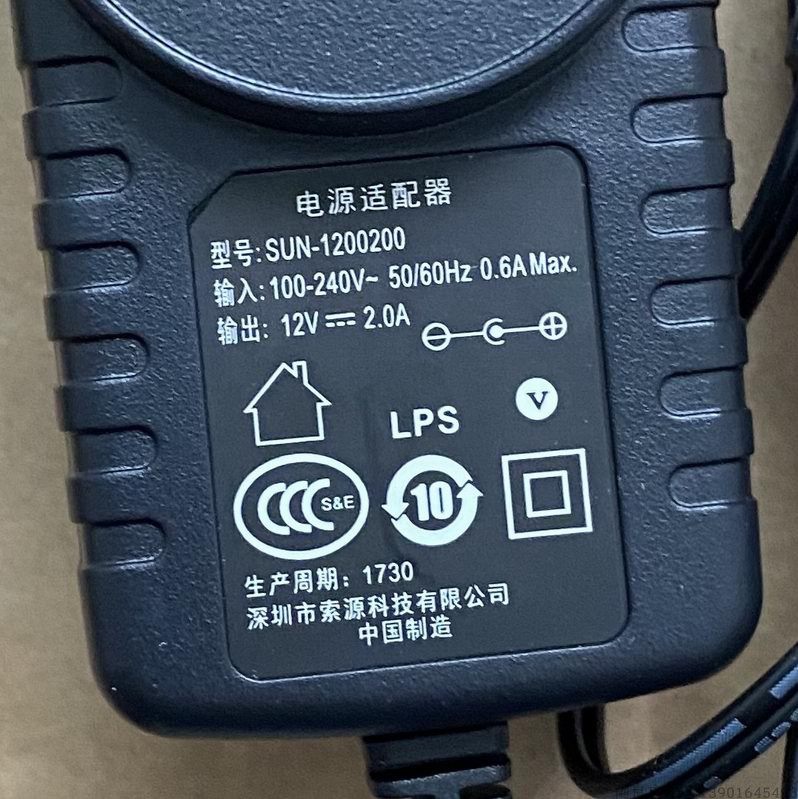 电源适配器
型号: SUN-1200200
输入: 100-240V~ 50/60Hz 0.6A Max.
输出: 12V ⎓ 2.0A
LPS
V
CCC S&E
10
生产周期: 1730
深圳市索源科技有限公司
中国制造